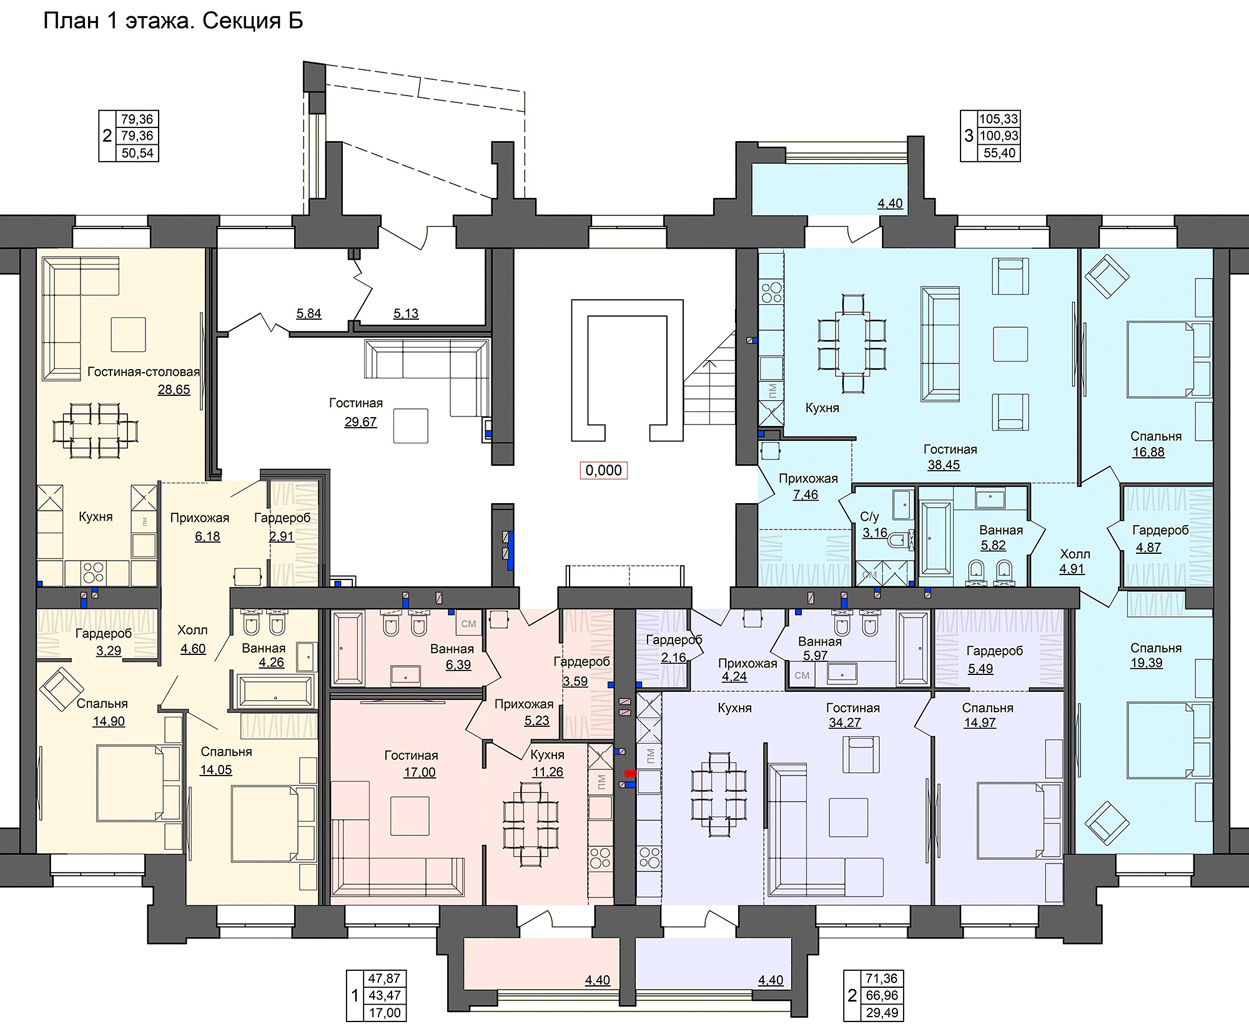 План 1 этажа. Секция Б
2
79,36
79,36
50,54
3
105,33
100,93
55,40
4,40
5,84
5,13
Гостиная-столовая
28,65
Гостиная
29,67
Кухня
ПМ
Гостиная
38,45
Спальня
16,88
0,000
Прихожая
7,46
Кухня
ПМ
Прихожая
6,18
Гардероб
2,91
С/у
3,16
СМ
Ванная
5,82
Холл
4,91
Гардероб
4,87
Гардероб
3,29
Холл
4,60
Ванная
4,26
СМ
Ванная
6,39
Гардероб
3,59
Гардероб
2,16
Прихожая
4,24
Ванная
5,97
СМ
Гардероб
5,49
19,39
Спальня
14,90
Прихожая
5,23
Кухня
Гостиная
34,27
Спальня
14,97
Спальня
14,05
Гостиная
17,00
Кухня
11,26
ПМ
ПМ
4,40
4,40
1
47,87
43,47
17,00
2
71,36
66,96
29,49